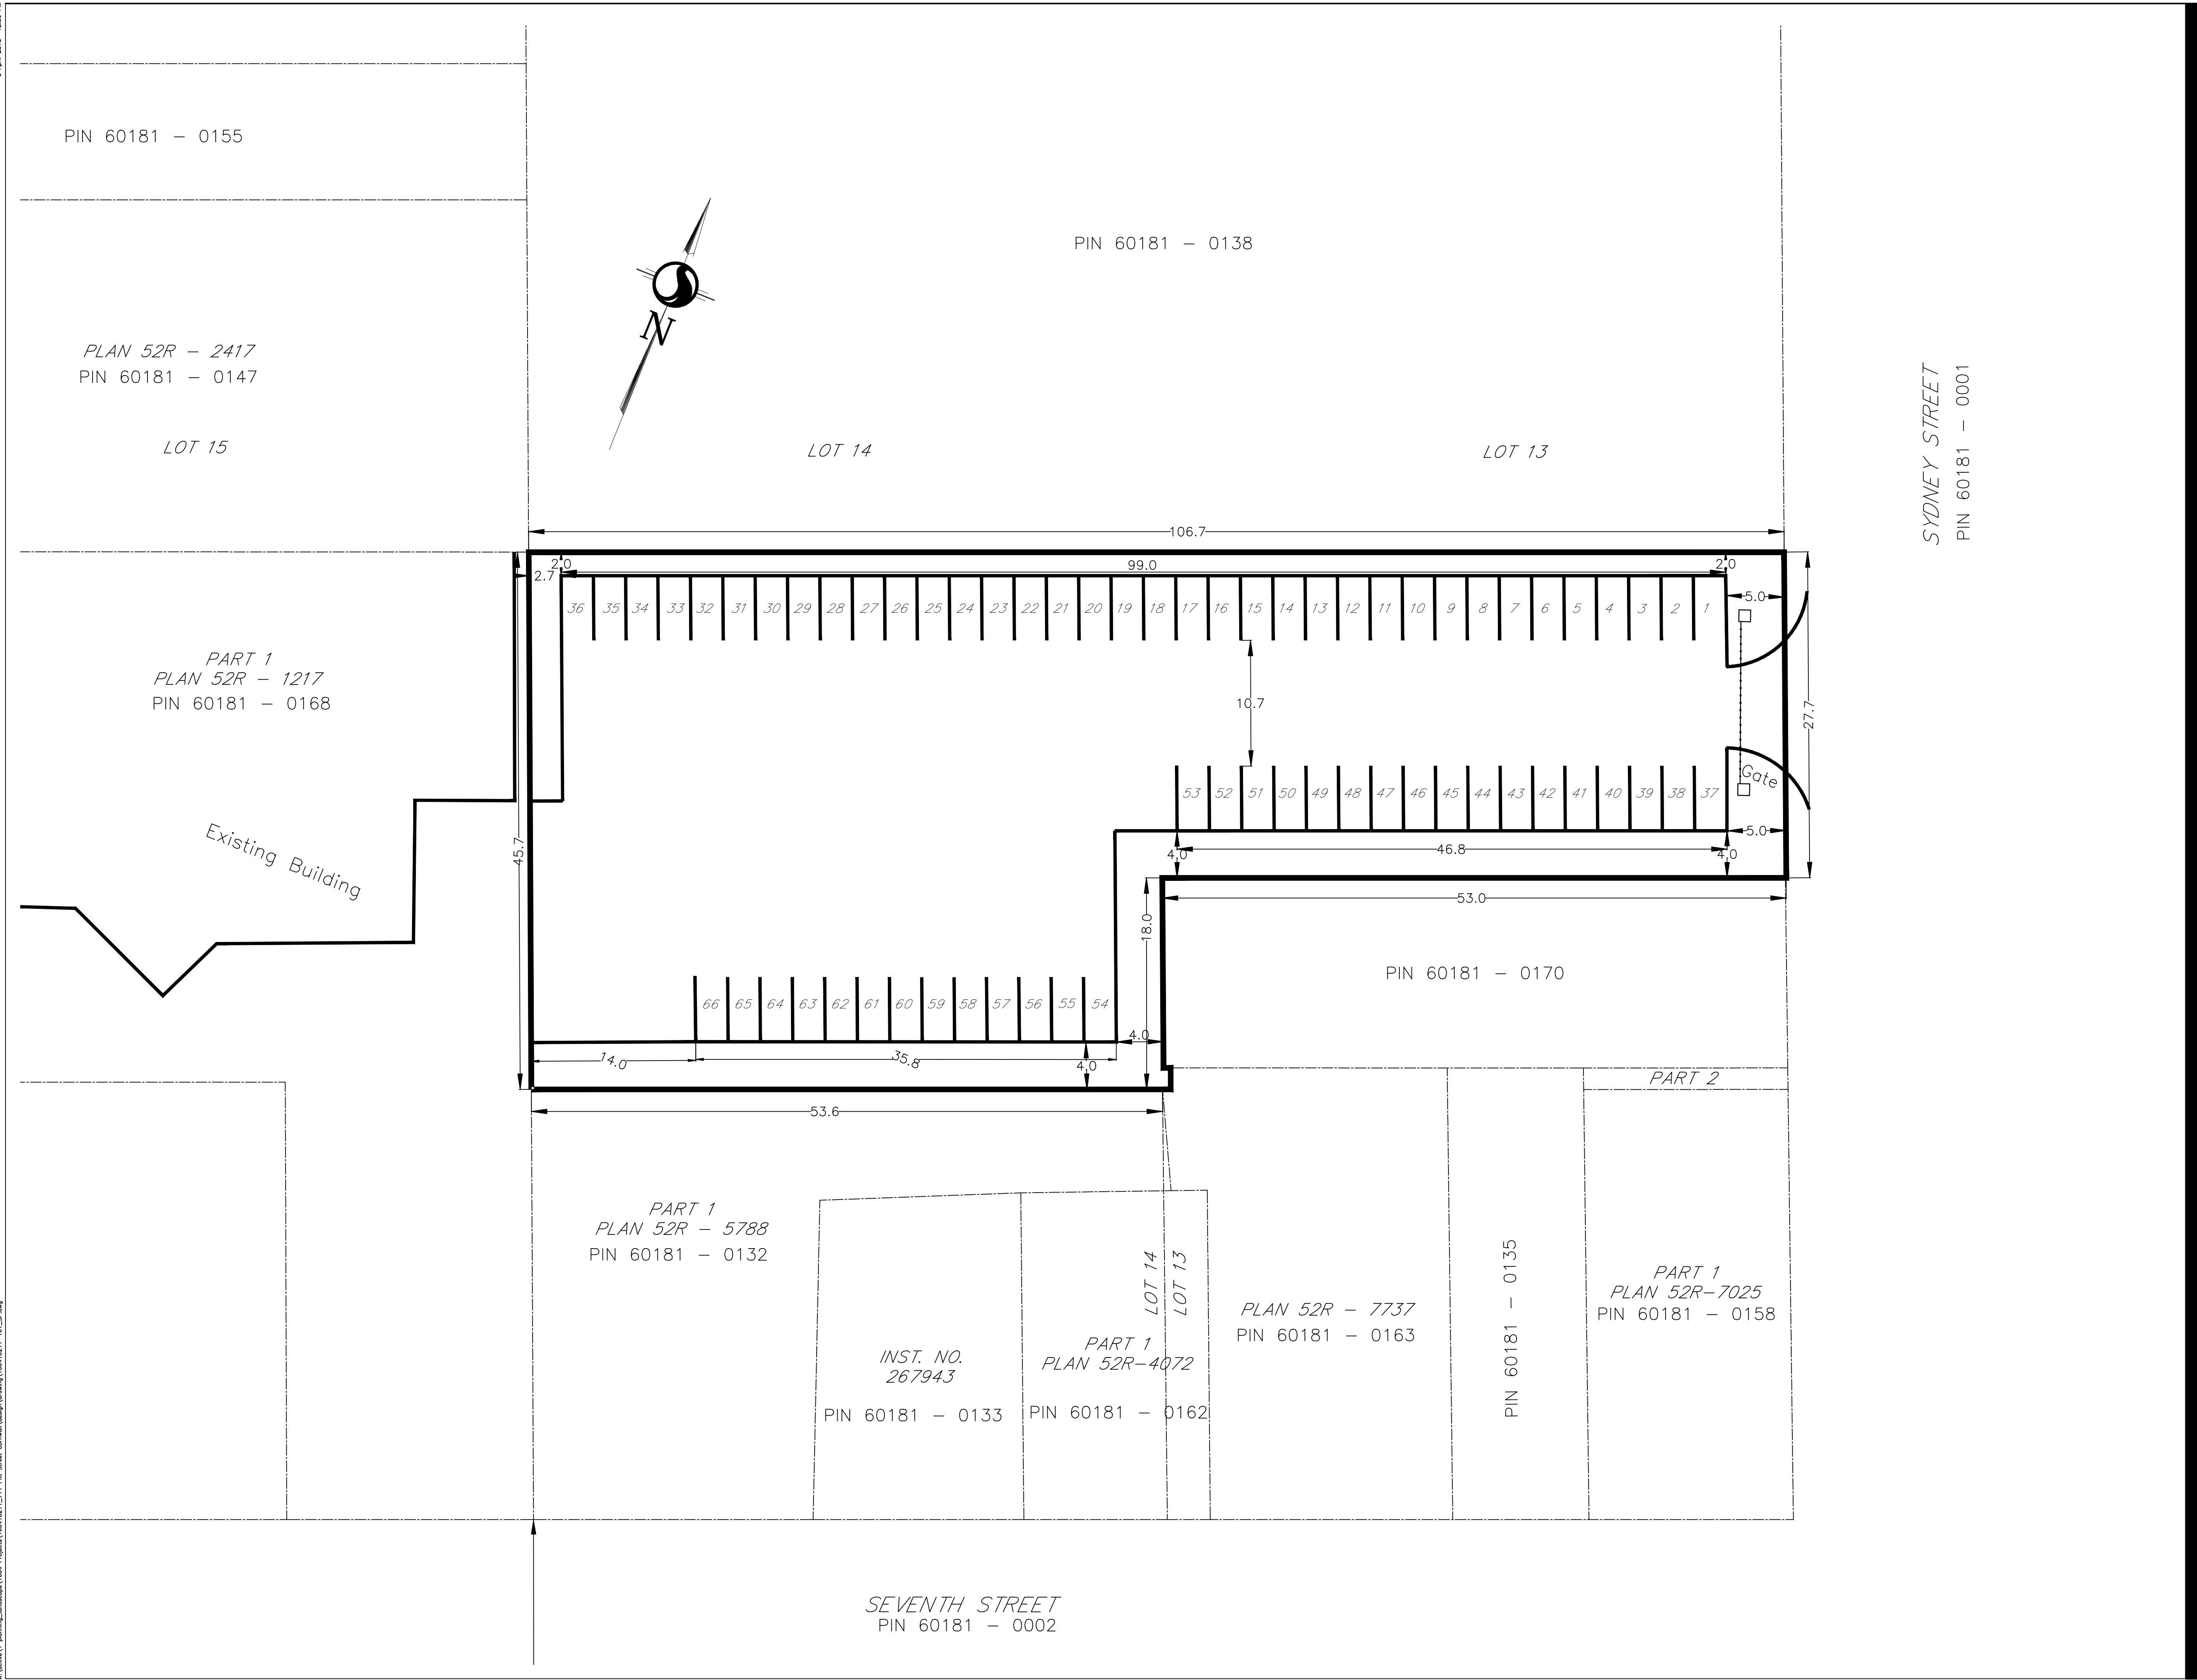 PIN 60181 – 0155
PIN 60181 – 0138
N
PLAN 52R – 2417
PIN 60181 – 0147
LOT 15
LOT 14
LOT 13
SYDNEY STREET
PIN 60181 – 0001
106.7
2.0
2.7
99.0
2.0
5.0
36 35 34 33 32 31 30 29 28 27 26 25 24 23 22 21 20 19 18 17 16 15 14 13 12 11 10 9 8 7 6 5 4 3 2 1
PART 1
PLAN 52R – 1217
PIN 60181 – 0168
10.7
27.7
Gate
53 52 51 50 49 48 47 46 45 44 43 42 41 40 39 38 37
Existing Building
45.7
5.0
4.0
46.8
4.0
53.0
18.0
PIN 60181 – 0170
66 65 64 63 62 61 60 59 58 57 56 55 54
4.0
14.0
35.8
4.0
53.6
PART 2
PART 1
PLAN 52R – 5788
PIN 60181 – 0132
LOT 14
LOT 13
INST. NO.
267943
PIN 60181 – 0133
PART 1
PLAN 52R–4072
PIN 60181 – 0162
PLAN 52R – 7737
PIN 60181 – 0163
PIN 60181 – 0135
PART 1
PLAN 52R–7025
PIN 60181 – 0158
SEVENTH STREET
PIN 60181 – 0002